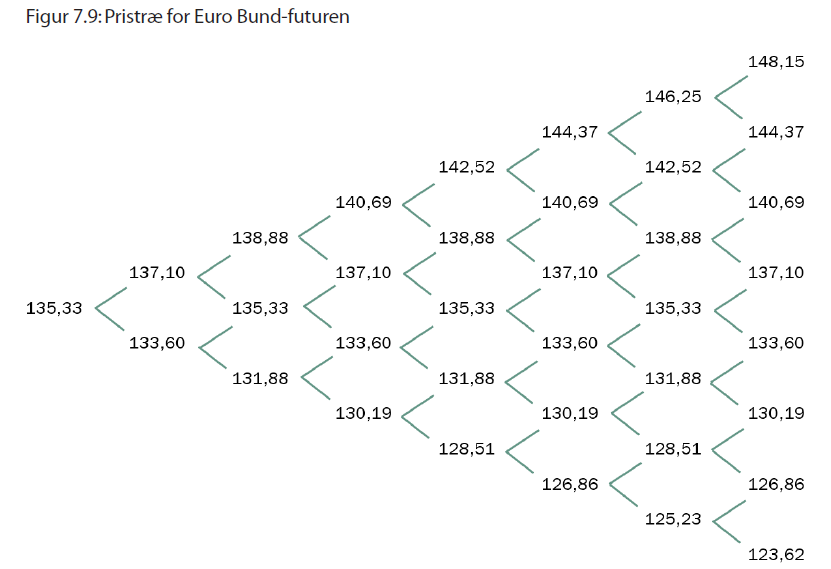 Figur 7.9: Pristræ for Euro Bund-futuren
148,15
146,25
144,37 144,37
142,52 142,52
140,69 140,69 140,69
138,88 138,88 138,88
137,10 137,10 137,10 137,10
135,33 135,33 135,33 135,33
133,60 133,60 133,60 133,60
131,88 131,88 131,88
130,19 130,19 130,19
128,51 128,51
126,86 126,86
125,23
123,62